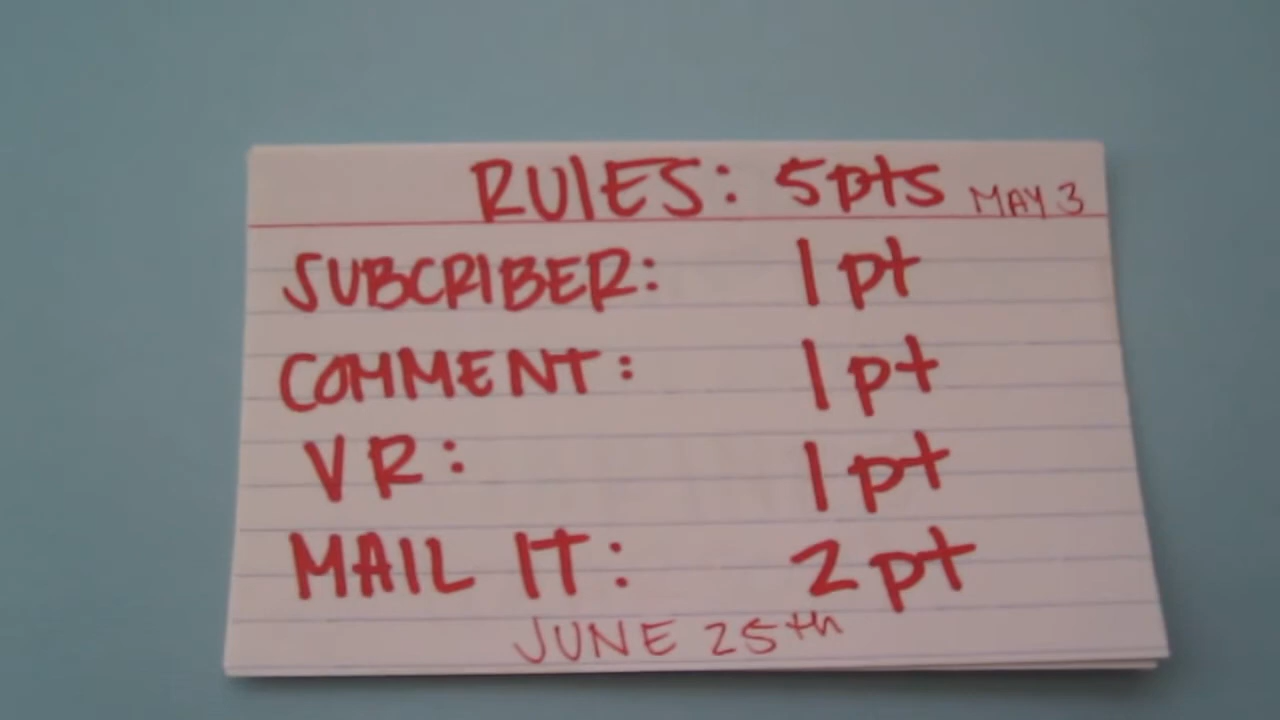 RULES: 5pts MAY 3
SUBCRIBER: 1pt
COMMENT: 1pt
VR: 1pt
MAIL IT: 2pt
JUNE 25th